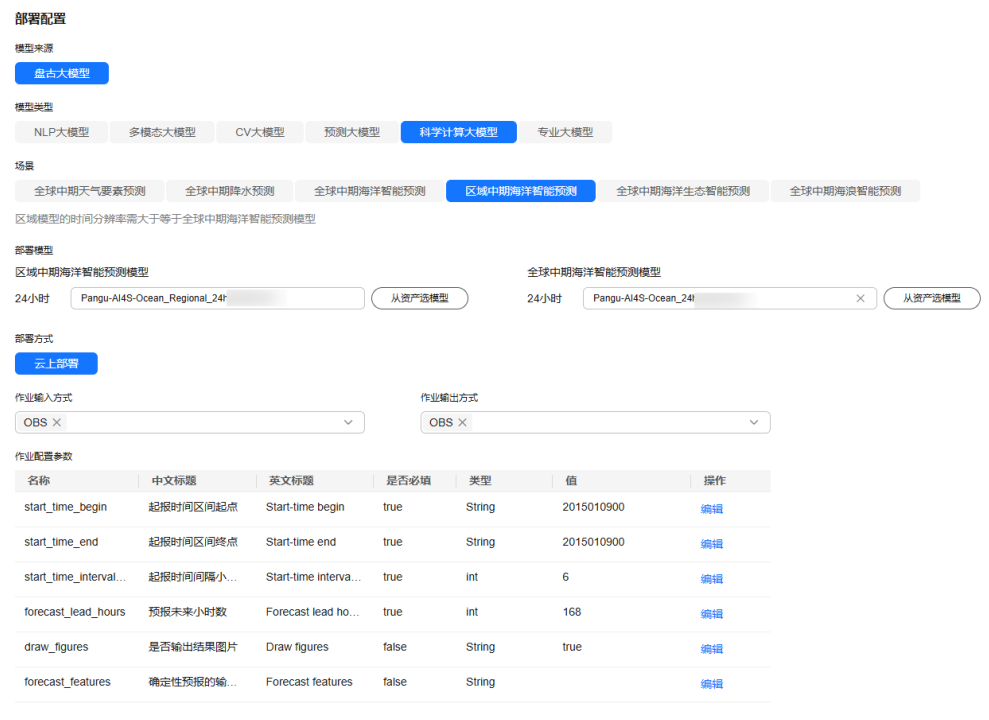 部署配置
模型来源
盘古大模型
模型类型
NLP大模型 多模态大模型 CV大模型 预测大模型 科学计算大模型 专业大模型
场景
全球中期天气要素预测 全球中期降水预测 全球中期海洋智能预测 区域中期海洋智能预测 全球中期海洋生态智能预测 全球中期海浪智能预测
区域模型的时间分辨率需大于等于全球中期海洋智能预测模型
部署模型
区域中期海洋智能预测模型 全球中期海洋智能预测模型
24小时 Pangu-AI4S-Ocean_Regional_24h 从资产选模型 24小时 Pangu-AI4S-Ocean_24h 从资产选模型
部署方式
云上部署
作业输入方式 作业输出方式
OBS OBS
作业配置参数
名称 中文标题 英文标题 是否必填 类型 值 操作
start_time_begin 起报时间区间起点 Start-time begin true String 2015010900 编辑
start_time_end 起报时间区间终点 Start-time end true String 2015010900 编辑
start_time_interval... 起报时间间隔小... Start-time interva... true int 6 编辑
forecast_lead_hours 预报未来小时数 Forecast lead ho... true int 168 编辑
draw_figures 是否输出结果图片 Draw figures false String true 编辑
forecast_features 确定性预报的输... Forecast features false String 编辑